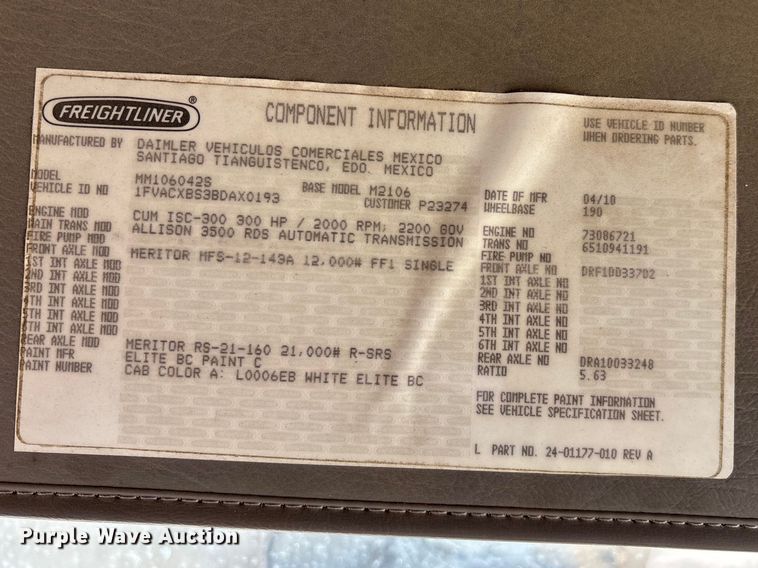 FREIGHTLINER®
COMPONENT INFORMATION
USE VEHICLE ID NUMBER
WHEN ORDERING PARTS.
MANUFACTURED BY DAIMLER VEHICULOS COMERCIALES MEXICO
SANTIAGO TIANGUISTENCO, EDO. MEXICO
MODEL MM106042S BASE MODEL M2106
VEHICLE ID NO 1FVACXBS3BDAX0193 CUSTOMER P23274
ENGINE MOD CUM ISC-300 300 HP / 2000 RPM; 2200 GOV
MAIN TRANS MOD ALLISON 3500 RDS AUTOMATIC TRANSMISSION
FIRE PUMP MOD
FRONT AXLE MOD MERITOR MFS-12-143A 12,000# FF1 SINGLE
1ST INT AXLE MOD
2ND INT AXLE MOD
3RD INT AXLE MOD
4TH INT AXLE MOD
5TH INT AXLE MOD
6TH INT AXLE MOD
REAR AXLE MOD MERITOR RS-21-160 21,000# R-SRS
PAINT MFR ELITE BC PAINT C
PAINT NUMBER CAB COLOR A: L0006EB WHITE ELITE BC
DATE OF MFR 04/10
WHEELBASE 190
ENGINE NO 73086721
TRANS NO 6510941191
FIRE PUMP NO
FRONT AXLE NO DRF10033702
1ST INT AXLE NO
2ND INT AXLE NO
3RD INT AXLE NO
4TH INT AXLE NO
5TH INT AXLE NO
6TH INT AXLE NO
REAR AXLE NO DRA10033248
RATIO 5.63
FOR COMPLETE PAINT INFORMATION
SEE VEHICLE SPECIFICATION SHEET.
L PART NO. 24-01177-010 REV A
Purple Wave Auction